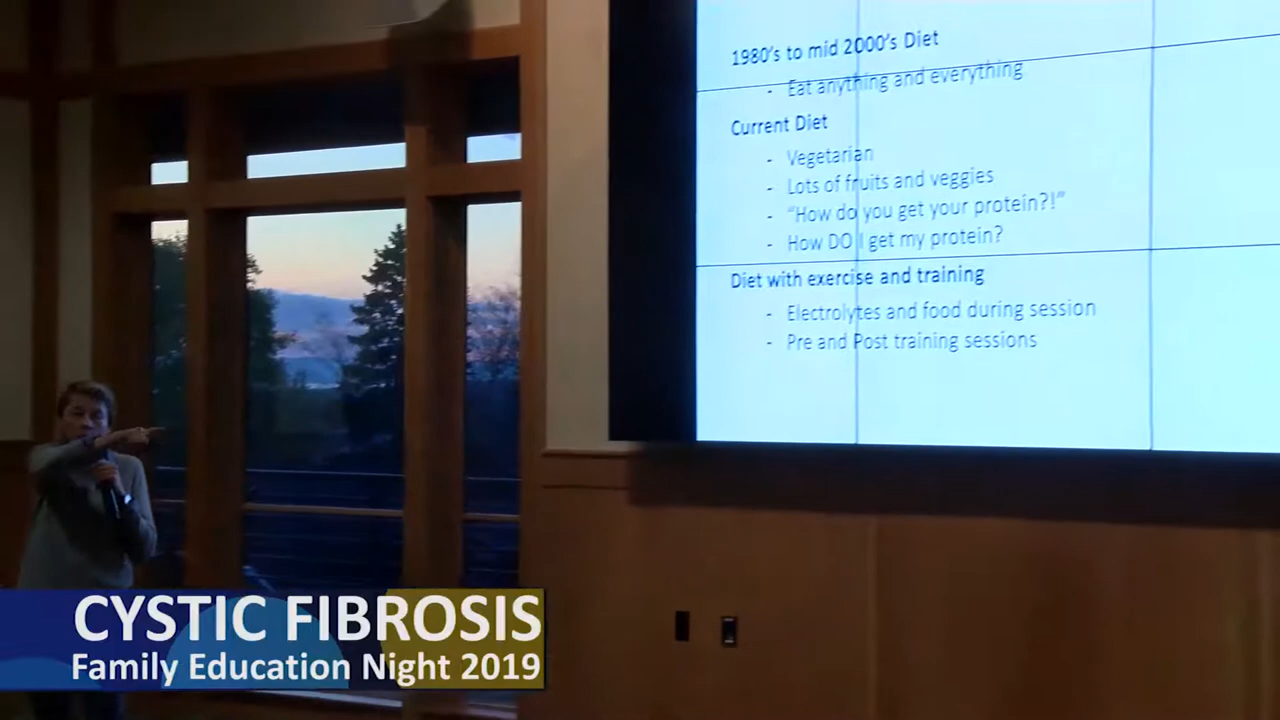 1980's to mid 2000's Diet
- Eat anything and everything
Current Diet
- Vegetarian
- Lots of fruits and veggies
- "How do you get your protein?!"
- How DO I get my protein?
Diet with exercise and training
- Electrolytes and food during session
- Pre and Post training sessions
CYSTIC FIBROSIS
Family Education Night 2019